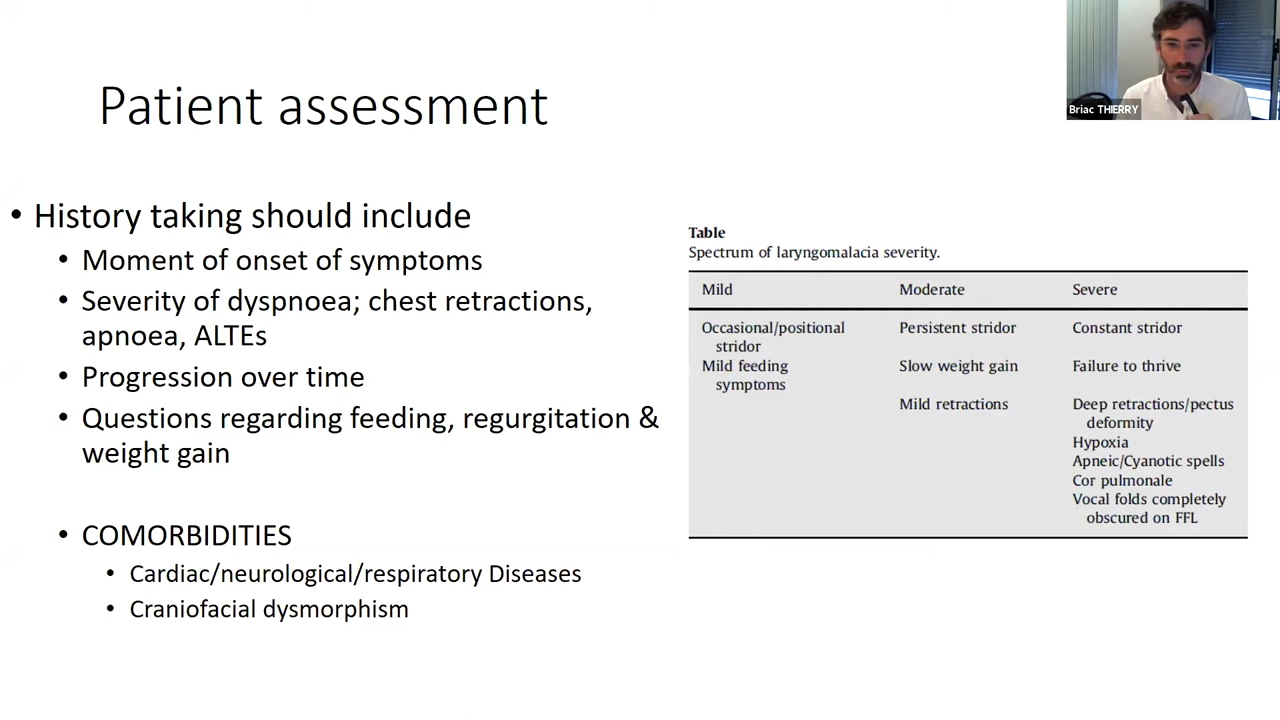 Patient assessment
Briac THIERRY
• History taking should include
• Moment of onset of symptoms
• Severity of dyspnoea; chest retractions,
apnoea, ALTEs
• Progression over time
• Questions regarding feeding, regurgitation &
weight gain
• COMORBIDITIES
• Cardiac/neurological/respiratory Diseases
• Craniofacial dysmorphism
Table
Spectrum of laryngomalacia severity.
Mild Moderate Severe
Occasional/positional Persistent stridor Constant stridor
stridor
Mild feeding Slow weight gain Failure to thrive
symptoms
Mild retractions Deep retractions/pectus
deformity
Hypoxia
Apneic/Cyanotic spells
Cor pulmonale
Vocal folds completely
obscured on FFL